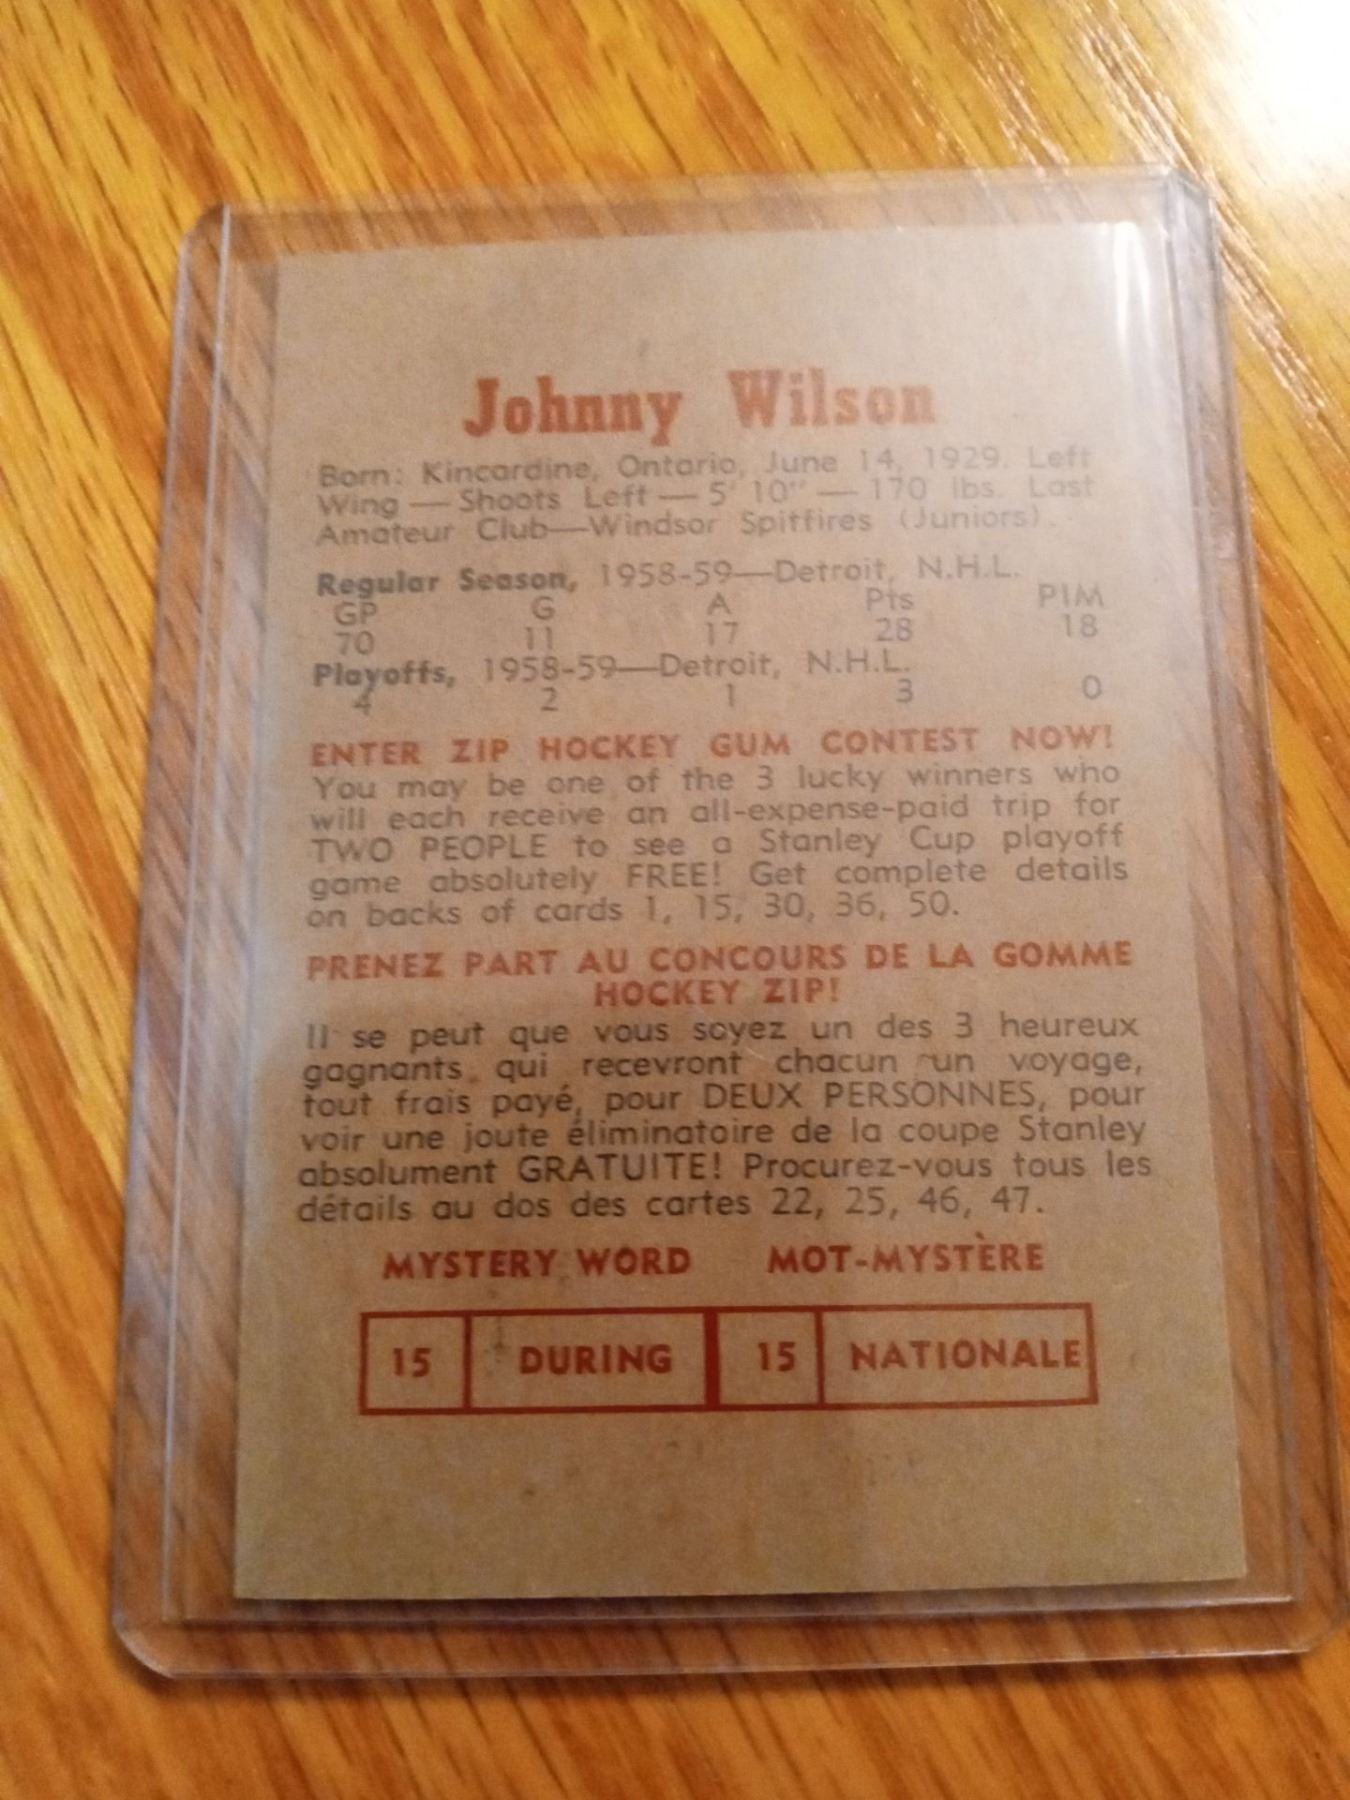 Johnny Wilson
Born: Kincardine, Ontario, June 14, 1929. Left
Wing — Shoots Left — 5' 10" — 170 lbs. Last
Amateur Club—Windsor Spitfires (Juniors).
Regular Season, 1958-59—Detroit, N.H.L.
GP G A Pts PIM
70 11 17 28 18
Playoffs, 1958-59—Detroit, N.H.L.
4 2 1 3 0
ENTER ZIP HOCKEY GUM CONTEST NOW!
You may be one of the 3 lucky winners who
will each receive an all-expense-paid trip for
TWO PEOPLE to see a Stanley Cup playoff
game absolutely FREE! Get complete details
on backs of cards 1, 15, 30, 36, 50.
PRENEZ PART AU CONCOURS DE LA GOMME
HOCKEY ZIP!
Il se peut que vous soyez un des 3 heureux
gagnants qui recevront chacun un voyage,
tout frais payé, pour DEUX PERSONNES, pour
voir une joute éliminatoire de la coupe Stanley
absolument GRATUITE! Procurez-vous tous les
détails au dos des cartes 22, 25, 46, 47.
MYSTERY WORD MOT-MYSTÈRE
15 DURING 15 NATIONALE